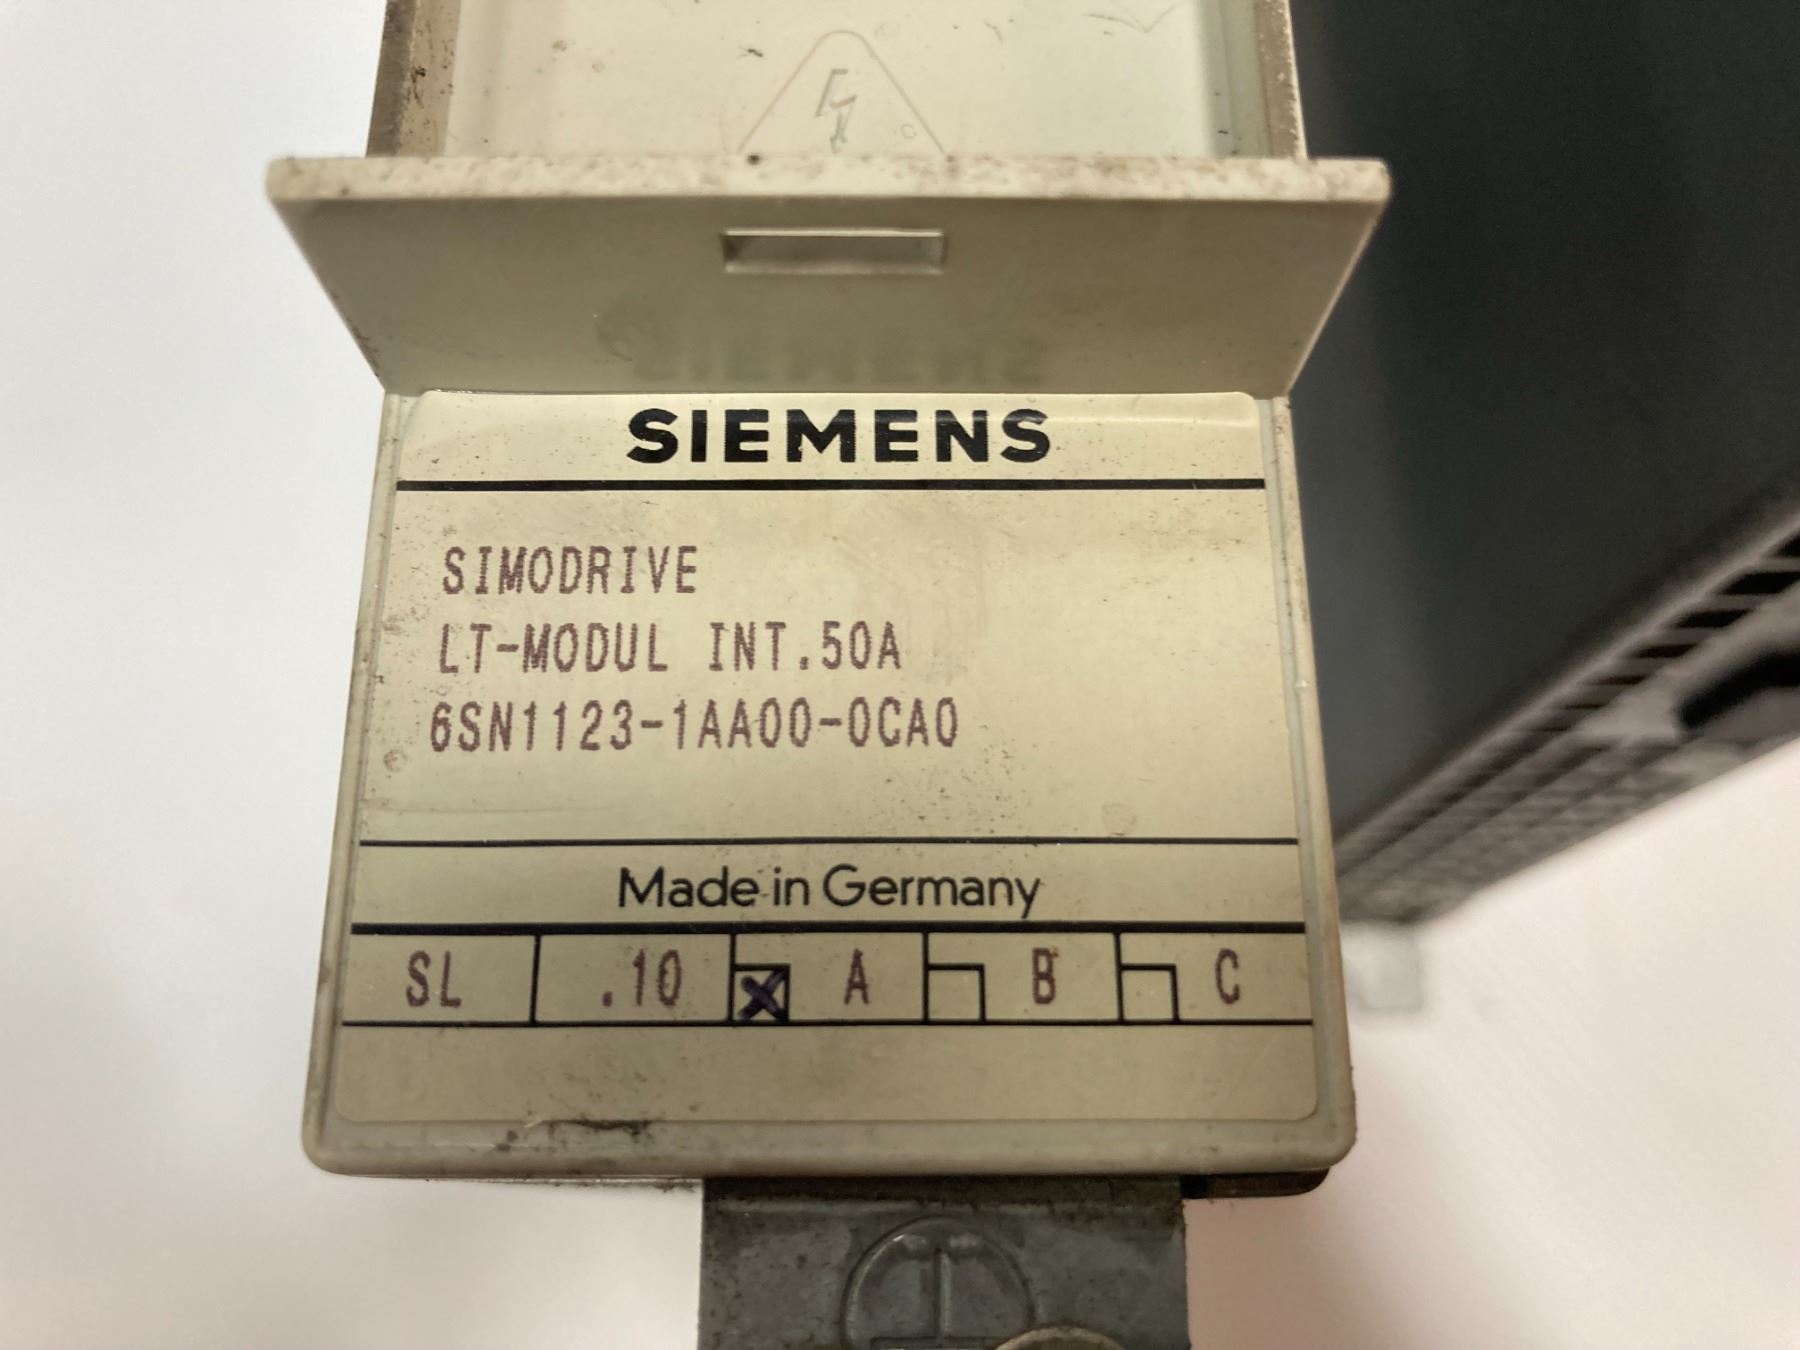 SIEMENS
SIMODRIVE
LT-MODUL INT.50A
6SN1123-1AA00-0CA0
Made in Germany
SL .10 A B C